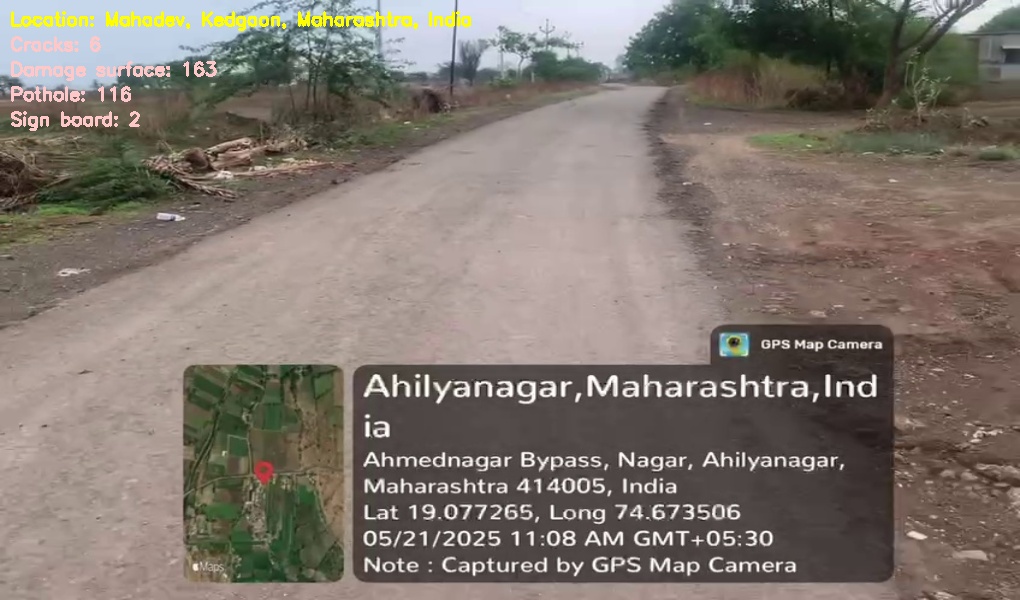 Location: Mahadev, Kedgaon, Maharashtra, India
Cracks: 6
Damage surface: 163
Pothole: 116
Sign board: 2
GPS Map Camera
Ahilyanagar,Maharashtra,Ind
ia
Ahmednagar Bypass, Nagar, Ahilyanagar,
Maharashtra 414005, India
Lat 19.077265, Long 74.673506
05/21/2025 11:08 AM GMT+05:30
Note : Captured by GPS Map Camera
Maps